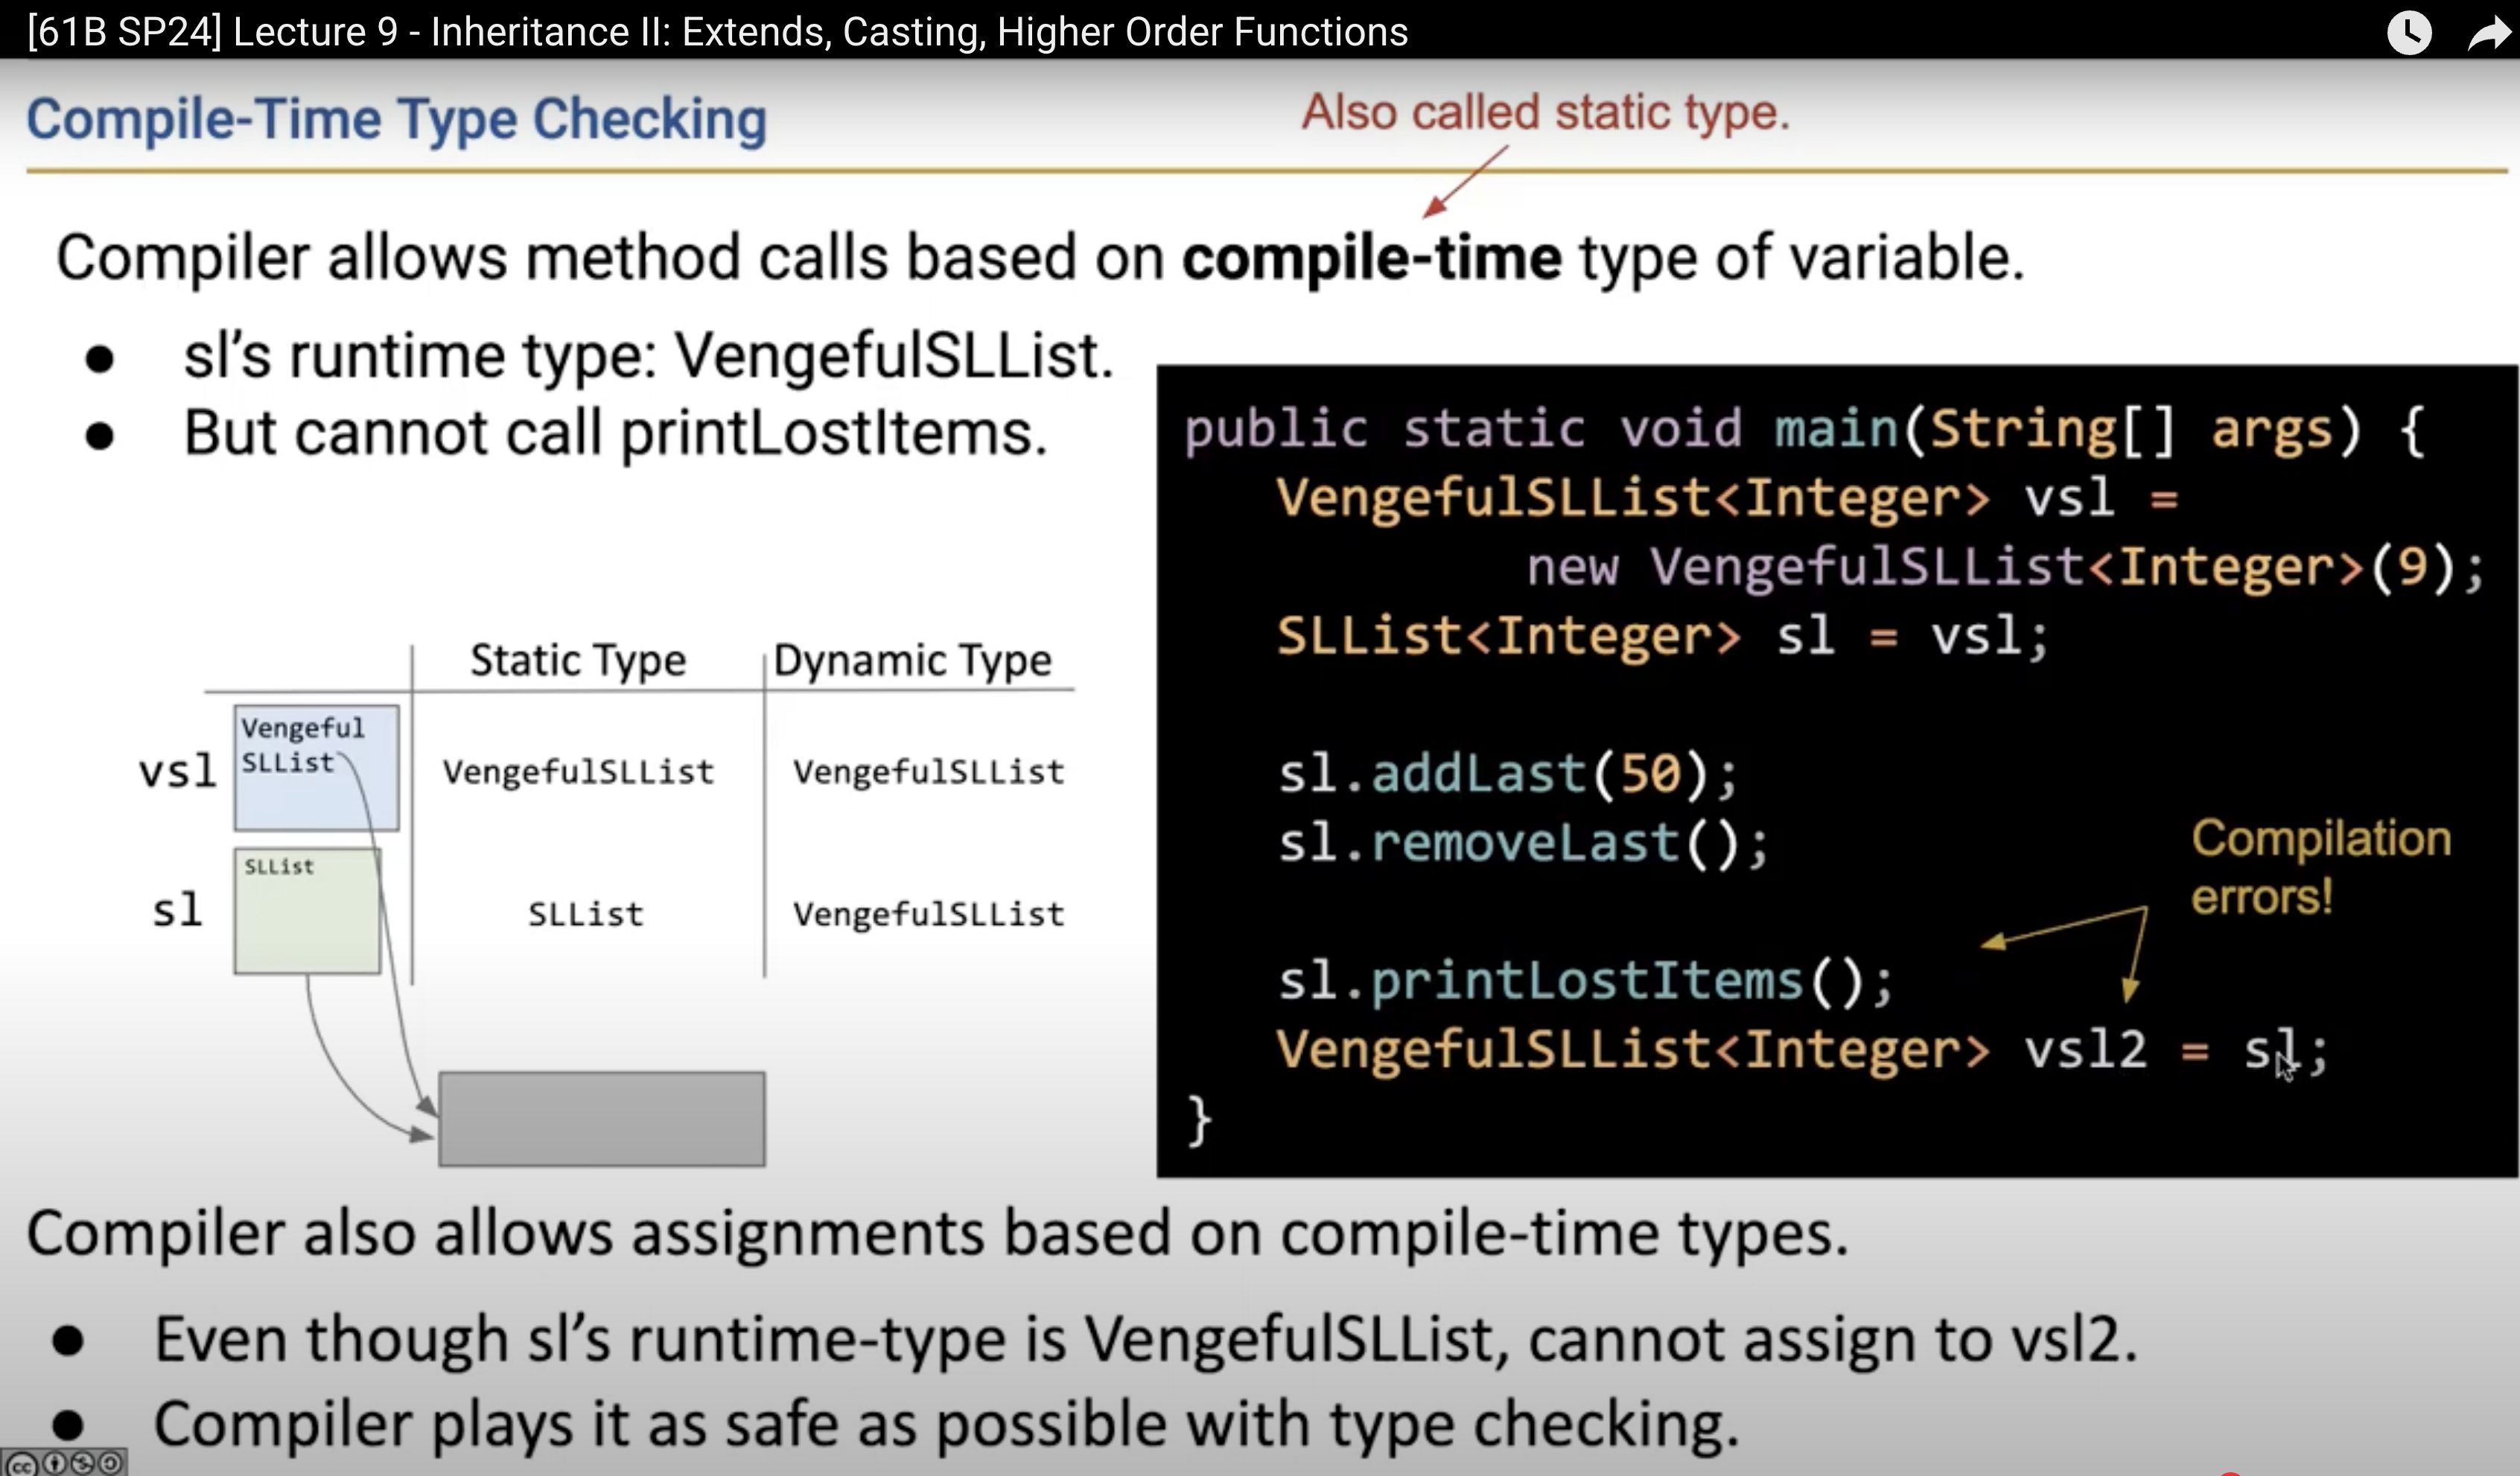 [61B SP24] Lecture 9 - Inheritance II: Extends, Casting, Higher Order Functions
Compile-Time Type Checking
Also called static type.
Compiler allows method calls based on compile-time type of variable.
● sl's runtime type: VengefulSLList.
● But cannot call printLostItems.
Static Type Dynamic Type
vsl Vengeful
SLList VengefulSLList VengefulSLList
sl SLList SLList VengefulSLList
public static void main(String[] args) {
VengefulSLList<Integer> vsl =
new VengefulSLList<Integer>(9);
SLList<Integer> sl = vsl;
sl.addLast(50);
sl.removeLast();
Compilation
errors!
sl.printLostItems();
VengefulSLList<Integer> vsl2 = sl;
}
Compiler also allows assignments based on compile-time types.
● Even though sl's runtime-type is VengefulSLList, cannot assign to vsl2.
● Compiler plays it as safe as possible with type checking.
cc